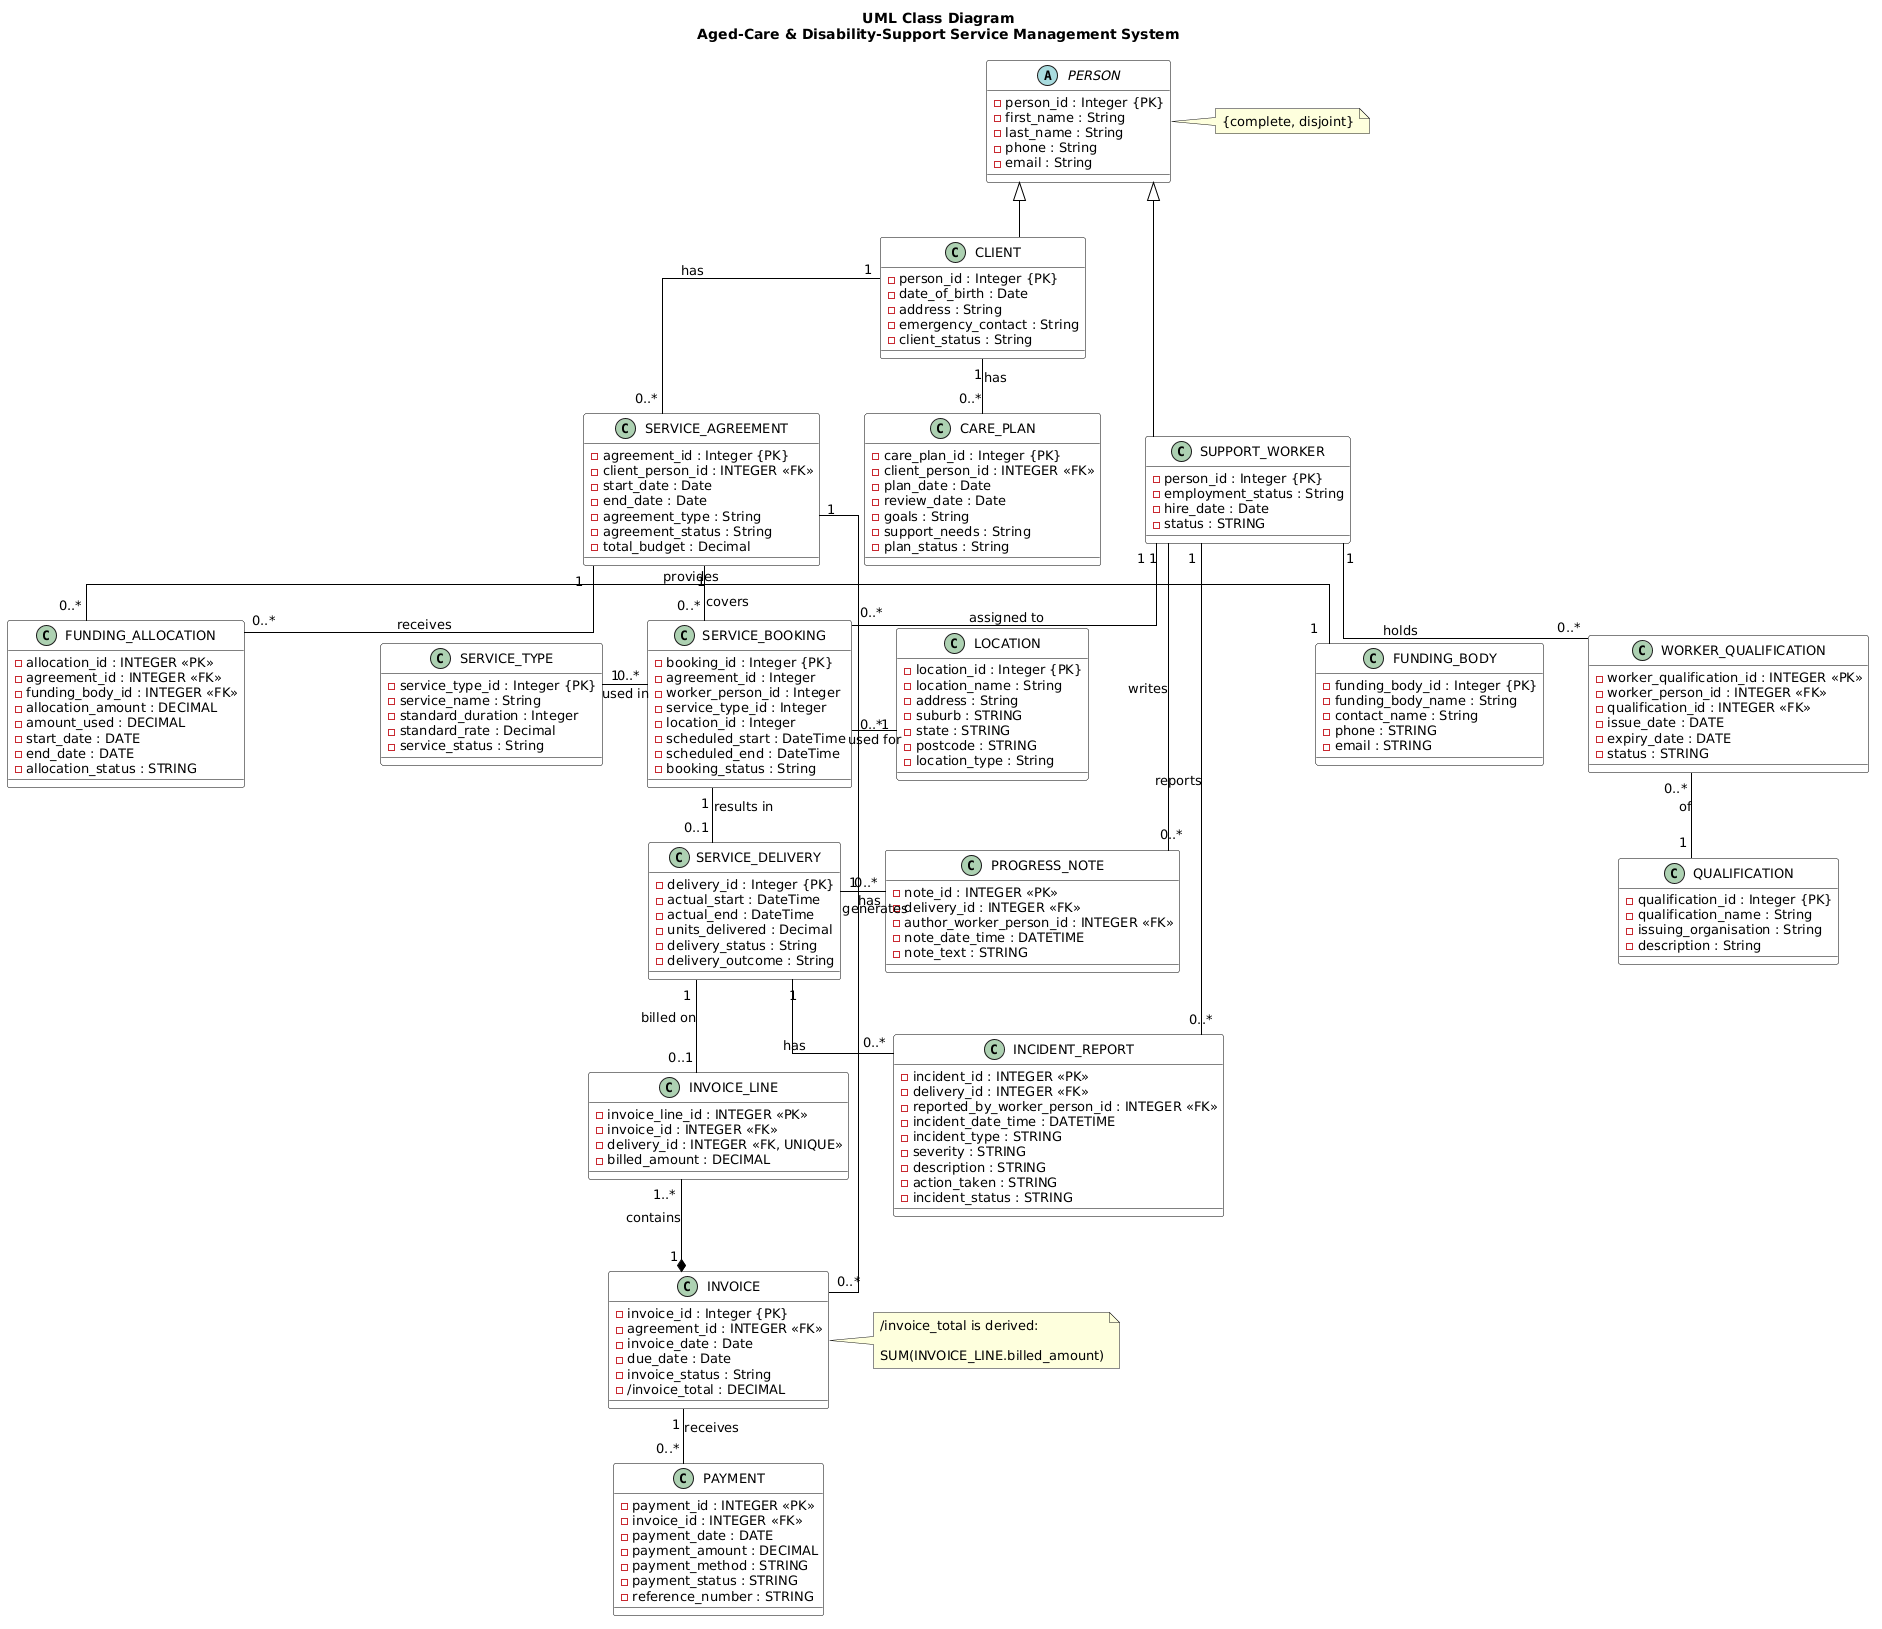 UML Class Diagram
Aged-Care & Disability-Support Service Management System
A PERSON
person_id : Integer {PK}
first_name : String
last_name : String
phone : String
email : String
{complete, disjoint}
C CLIENT
person_id : Integer {PK}
date_of_birth : Date
address : String
emergency_contact : String
client_status : String
1
has
0..*
1
has
0..*
C SERVICE_AGREEMENT
agreement_id : Integer {PK}
client_person_id : INTEGER «FK»
start_date : Date
end_date : Date
agreement_type : String
agreement_status : String
total_budget : Decimal
C CARE_PLAN
care_plan_id : Integer {PK}
client_person_id : INTEGER «FK»
plan_date : Date
review_date : Date
goals : String
support_needs : String
plan_status : String
C SUPPORT_WORKER
person_id : Integer {PK}
employment_status : String
hire_date : Date
status : STRING
1
1
1
1
1
1
1
provides
covers
0..*
0..*
0..*
receives
0..*
assigned to
1
holds
0..*
C FUNDING_ALLOCATION
allocation_id : INTEGER «PK»
agreement_id : INTEGER «FK»
funding_body_id : INTEGER «FK»
allocation_amount : DECIMAL
amount_used : DECIMAL
start_date : DATE
end_date : DATE
allocation_status : STRING
C SERVICE_TYPE
service_type_id : Integer {PK}
service_name : String
standard_duration : Integer
standard_rate : Decimal
service_status : String
1
0..*
used in
C SERVICE_BOOKING
booking_id : Integer {PK}
agreement_id : Integer
worker_person_id : Integer
service_type_id : Integer
location_id : Integer
scheduled_start : DateTime
scheduled_end : DateTime
booking_status : String
0..*
1
used for
C LOCATION
location_id : Integer {PK}
location_name : String
address : String
suburb : STRING
state : STRING
postcode : STRING
location_type : String
writes
reports
C FUNDING_BODY
funding_body_id : Integer {PK}
funding_body_name : String
contact_name : String
phone : STRING
email : STRING
C WORKER_QUALIFICATION
worker_qualification_id : INTEGER «PK»
worker_person_id : INTEGER «FK»
qualification_id : INTEGER «FK»
issue_date : DATE
expiry_date : DATE
status : STRING
0..*
of
1
1
results in
0..1
0..*
C SERVICE_DELIVERY
delivery_id : Integer {PK}
actual_start : DateTime
actual_end : DateTime
units_delivered : Decimal
delivery_status : String
delivery_outcome : String
1
0..*
has
generates
C PROGRESS_NOTE
note_id : INTEGER «PK»
delivery_id : INTEGER «FK»
author_worker_person_id : INTEGER «FK»
note_date_time : DATETIME
note_text : STRING
C QUALIFICATION
qualification_id : Integer {PK}
qualification_name : String
issuing_organisation : String
description : String
1
billed on
0..1
1
has
0..*
0..*
C INVOICE_LINE
invoice_line_id : INTEGER «PK»
invoice_id : INTEGER «FK»
delivery_id : INTEGER «FK, UNIQUE»
billed_amount : DECIMAL
C INCIDENT_REPORT
incident_id : INTEGER «PK»
delivery_id : INTEGER «FK»
reported_by_worker_person_id : INTEGER «FK»
incident_date_time : DATETIME
incident_type : STRING
severity : STRING
description : STRING
action_taken : STRING
incident_status : STRING
1..*
contains
1
0..*
C INVOICE
invoice_id : Integer {PK}
agreement_id : INTEGER «FK»
invoice_date : Date
due_date : Date
invoice_status : String
/invoice_total : DECIMAL
/invoice_total is derived:
SUM(INVOICE_LINE.billed_amount)
1
receives
0..*
C PAYMENT
payment_id : INTEGER «PK»
invoice_id : INTEGER «FK»
payment_date : DATE
payment_amount : DECIMAL
payment_method : STRING
payment_status : STRING
reference_number : STRING